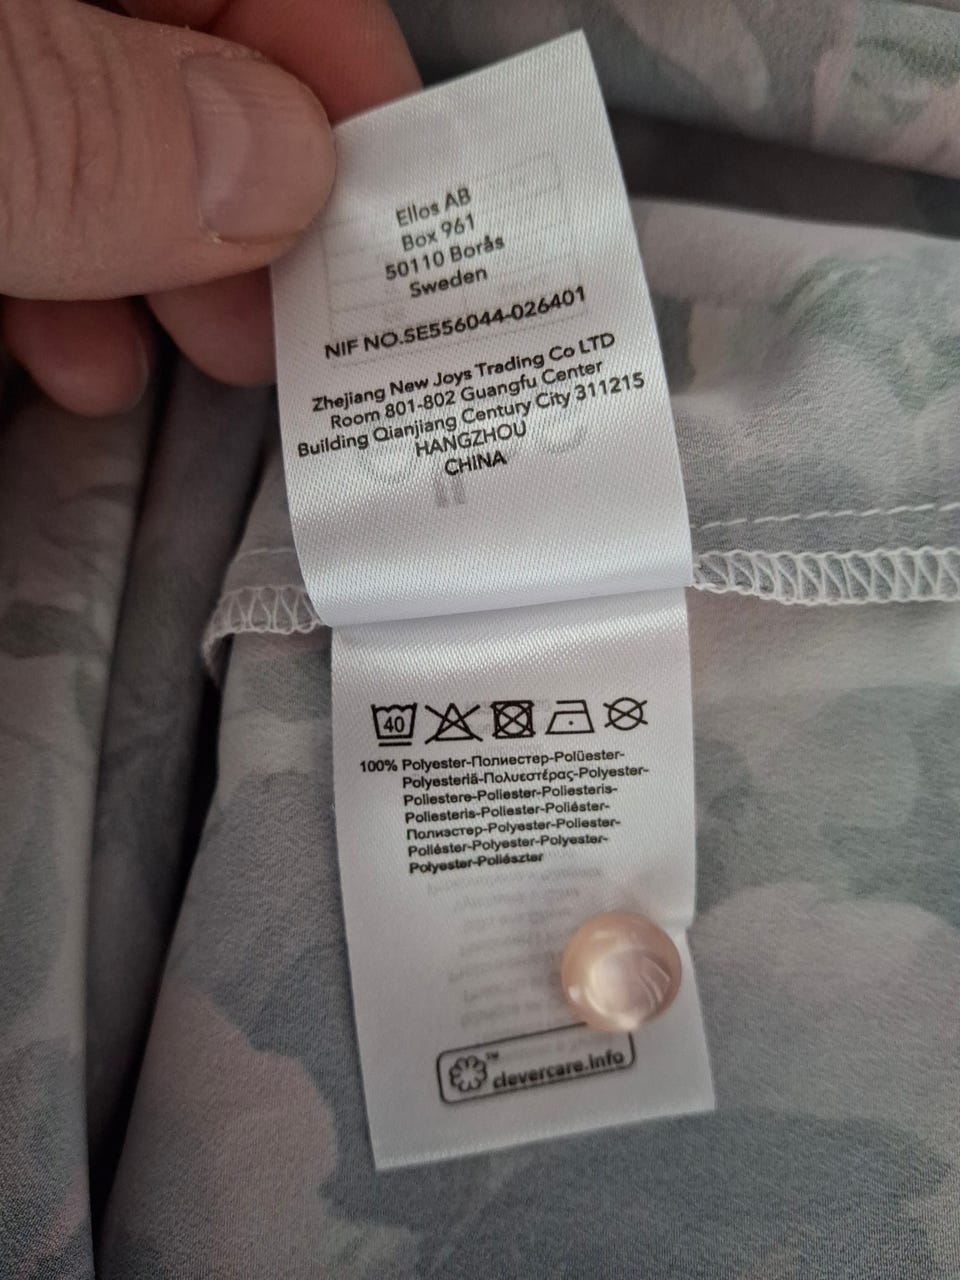 Ellos AB
Box 961
50110 Borås
Sweden
NIF NO.SE556044-026401
Zhejiang New Joys Trading Co LTD
Room 801-802 Guangfu Center
Building Qianjiang Century City 311215
HANGZHOU
CHINA
40
100% Polyester-Полиестер-Polüester-
Polyesteriä-Πολυεστέρας-Polyester-
Poliestere-Poliester-Poliesteris-
Poliesteris-Poliester-Poliéster-
Полиэстер-Polyester-Poliester-
Poliéster-Polyester-Polyester-
Polyester-Poliészter
™
clevercare.info